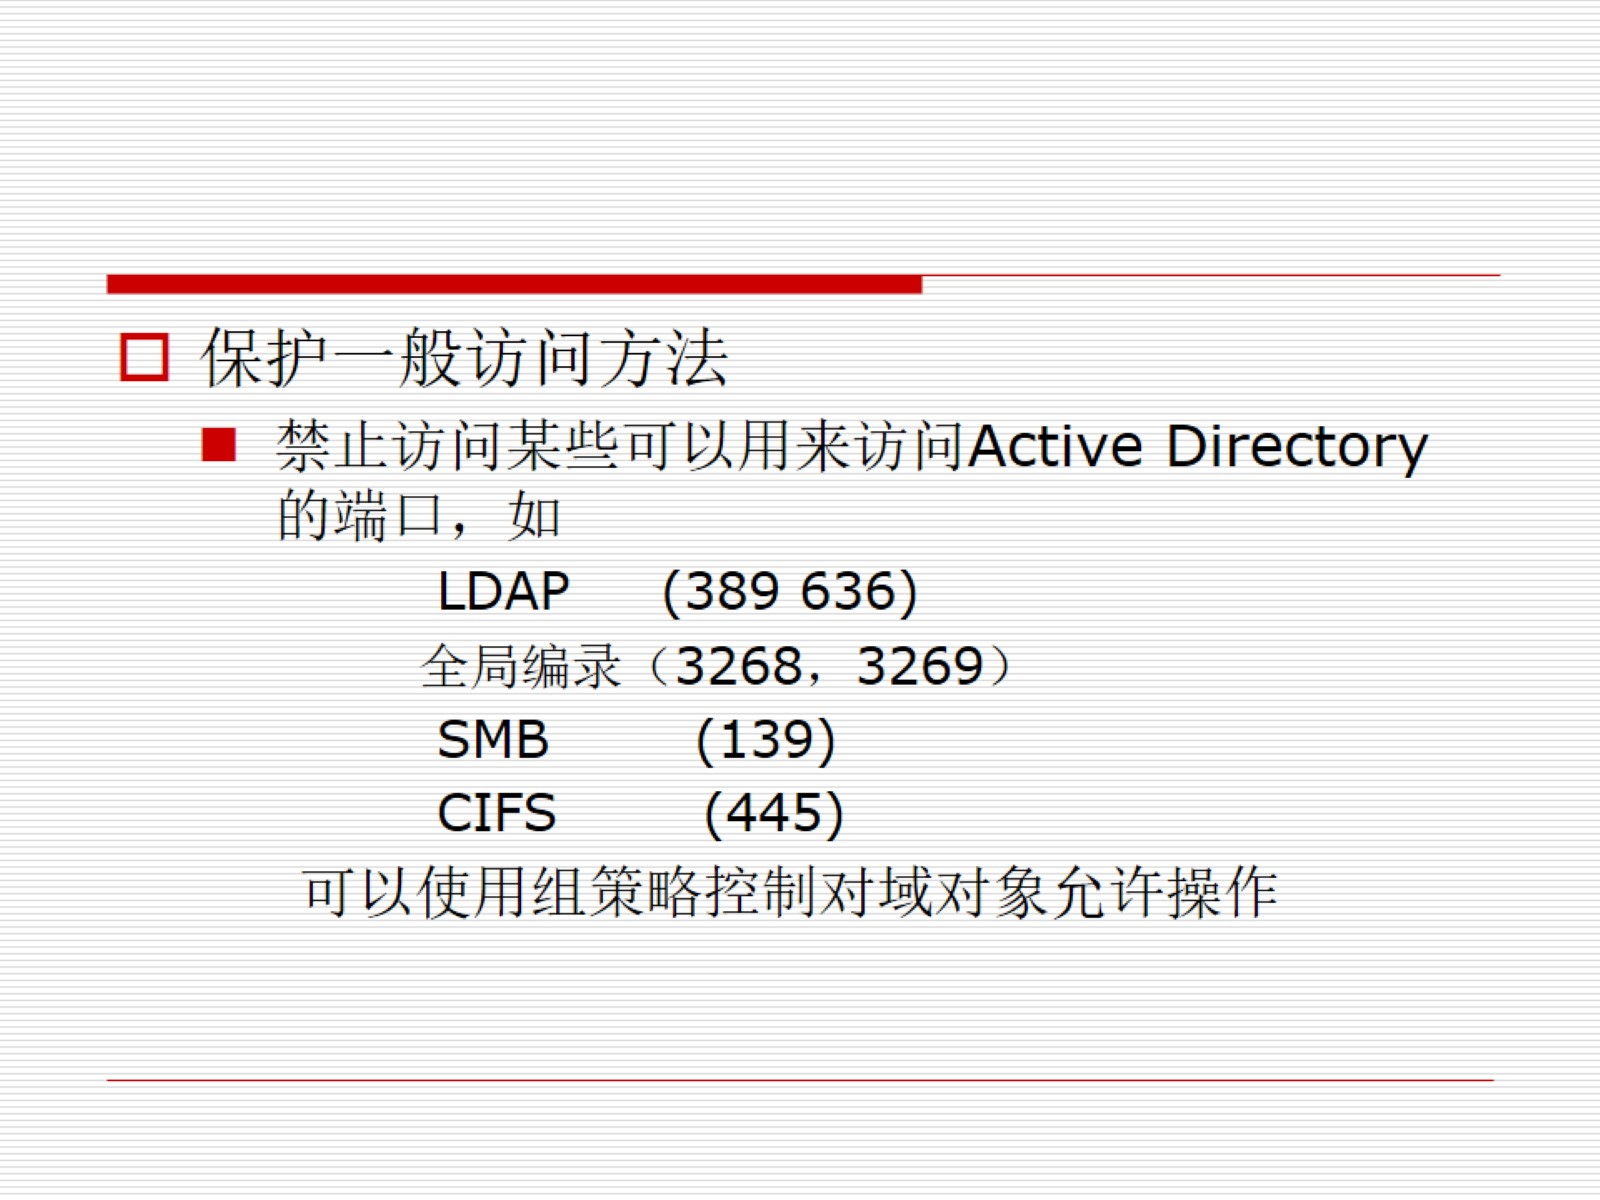 保护一般访问方法
禁止访问某些可以用来访问Active Directory
的端口，如
LDAP (389 636)
全局编录（3268，3269）
SMB (139)
CIFS (445)
可以使用组策略控制对域对象允许操作